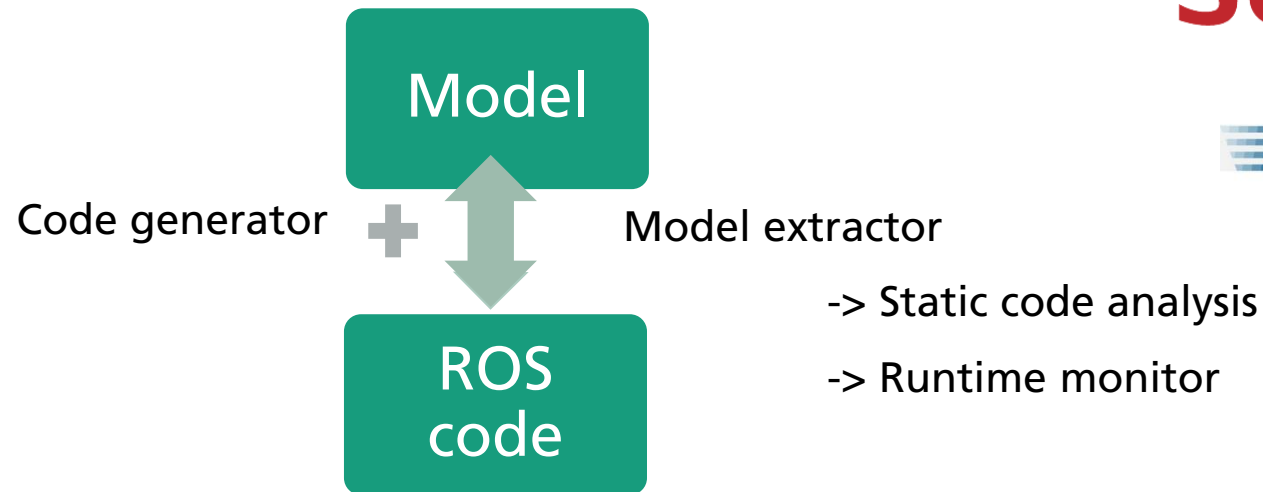 Model
Code generator
Model extractor
-> Static code analysis
-> Runtime monitor
ROS
code